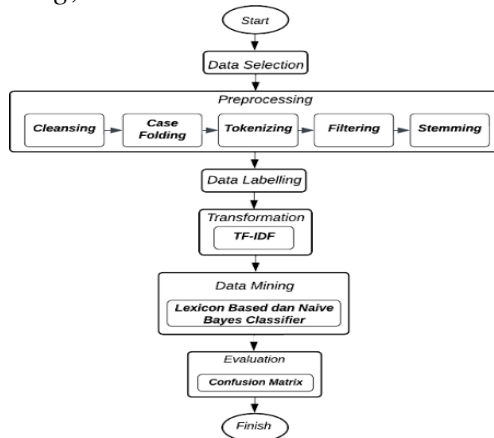 g,
Start
Data Selection
Preprocessing
Cleansing
Case
Folding
Tokenizing
Filtering
Stemming
Data Labelling
Transformation
TF-IDF
Data Mining
Lexicon Based dan Naive
Bayes Classifier
Evaluation
Confusion Matrix
Finish